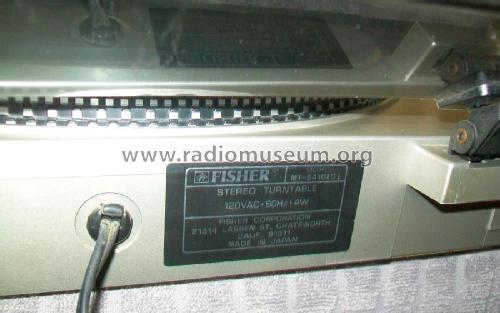 www.radiomuseum.org
FISHER
MODEL
STEREO TURNTABLE
120VAC • 60Hz • 4W
FISHER CORPORATION
21314 LASSEN ST., CHATSWORTH
CALIF. 91311
MADE IN JAPAN